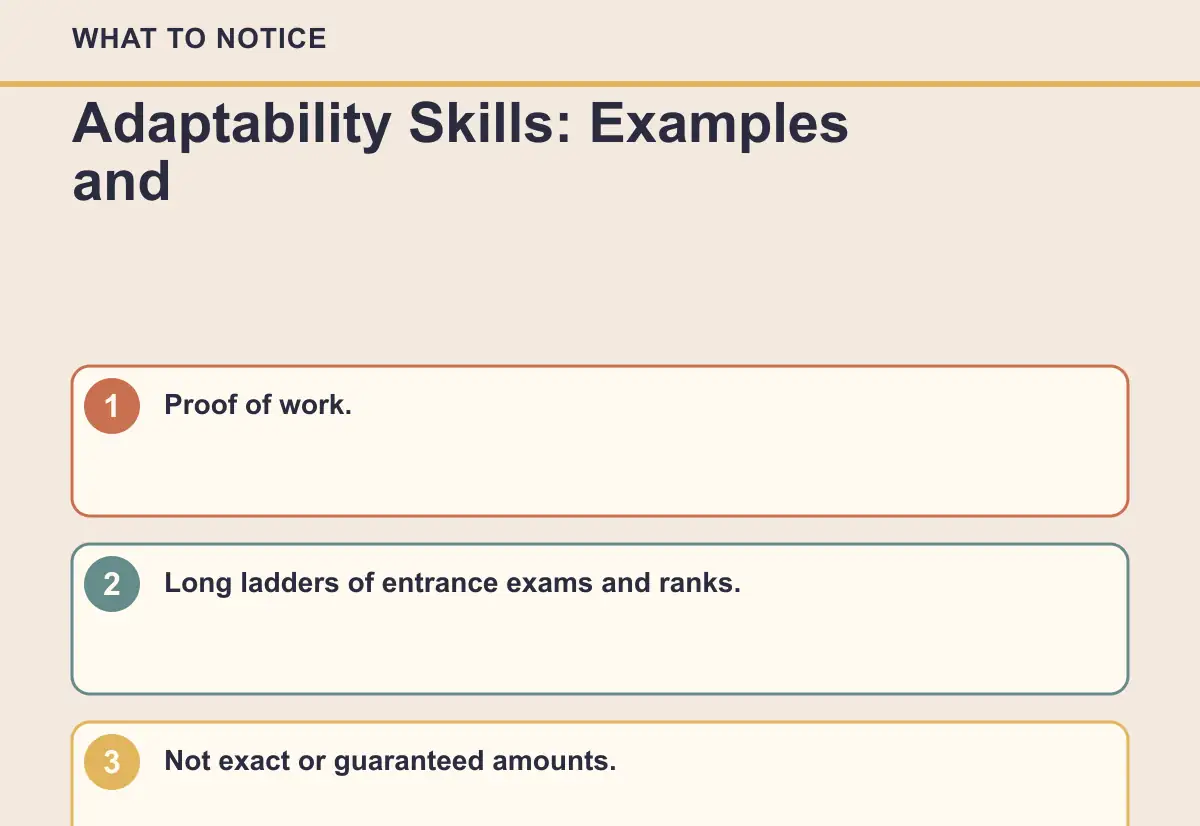 WHAT TO NOTICE
Adaptability Skills: Examples
and
1
Proof of work.
2
Long ladders of entrance exams and ranks.
3
Not exact or guaranteed amounts.